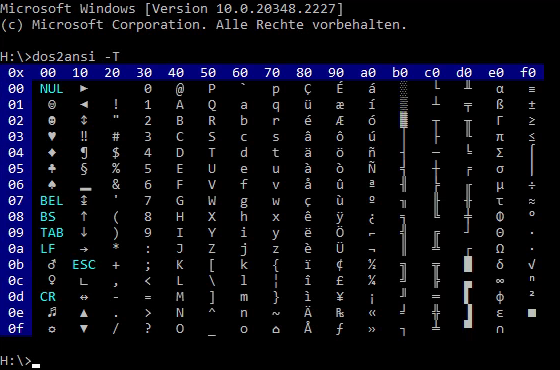 Microsoft Windows [Version 10.0.20348.2227]
(c) Microsoft Corporation. Alle Rechte vorbehalten.
H:\>dos2ansi -T
0x 00 10 20 30 40 50 60 70 80 90 a0 b0 c0 d0 e0 f0
00 NUL ► 0 @ P ` p Ç É á ░ └ ╨ α ≡
01 ☺ ◄ ! 1 A Q a q ü æ í ▒ ┴ ╤ ß ±
02 ☻ ↕ " 2 B R b r é Æ ó ▓ ┬ ╥ Γ ≥
03 ♥ ‼ # 3 C S c s â ô ú │ ├ ╙ π ≤
04 ♦ ¶ $ 4 D T d t ä ö ñ ┤ ─ ╘ Σ ⌠
05 ♣ § % 5 E U e u à ò Ñ ╡ ┼ ╒ σ ⌡
06 ♠ ▬ & 6 F V f v å û ª ╢ ╞ ╓ µ ÷
07 BEL ↨ ' 7 G W g w ç ù º ╖ ╟ ╫ τ ≈
08 BS ↑ ( 8 H X h x ê ÿ ¿ ╕ ╚ ╪ Φ °
09 TAB ↓ ) 9 I Y i y ë Ö ⌐ ╣ ╔ ┘ Θ ∙
0a LF → * : J Z j z è Ü ¬ ║ ╩ ┌ Ω ·
0b ♂ ESC + ; K [ k { ï ¢ ½ ╗ ╦ █ δ √
0c ♀ ∟ , < L \ l ¦ î £ ¼ ╝ ╠ ▄ ∞ ⁿ
0d CR ↔ - = M ] m } ì ¥ ¡ ╜ ═ ▌ φ ²
0e ♬ ▲ . > N ^ n ~ Ä ₧ « ╛ ╬ ▐ ε ■
0f ☼ ▼ / ? O _ o ⌂ Å ƒ » ┐ ╧ ▀ ∩
H:\>